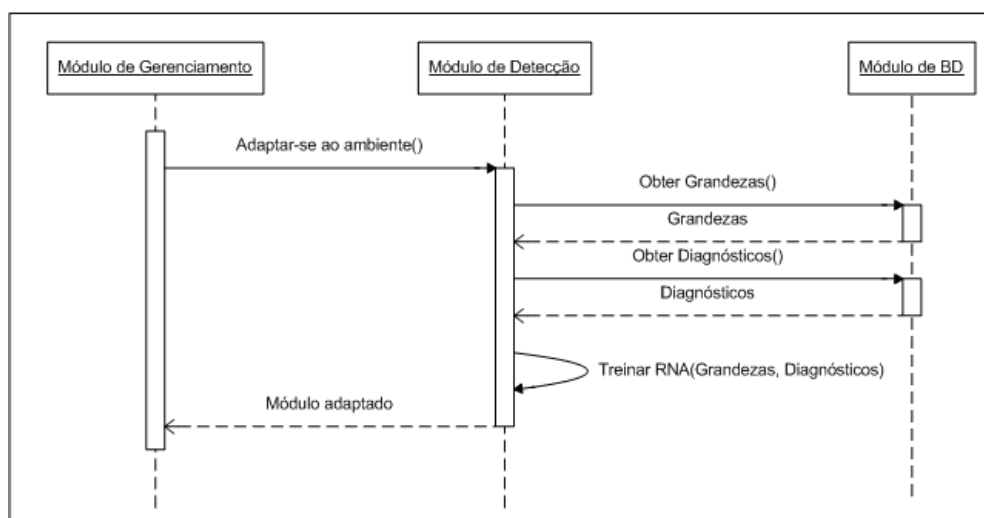 Módulo de Gerenciamento
Módulo de Detecção
Módulo de BD
Adaptar-se ao ambiente()
Obter Grandezas()
Grandezas
Obter Diagnósticos()
Diagnósticos
Treinar RNA(Grandezas, Diagnósticos)
Módulo adaptado